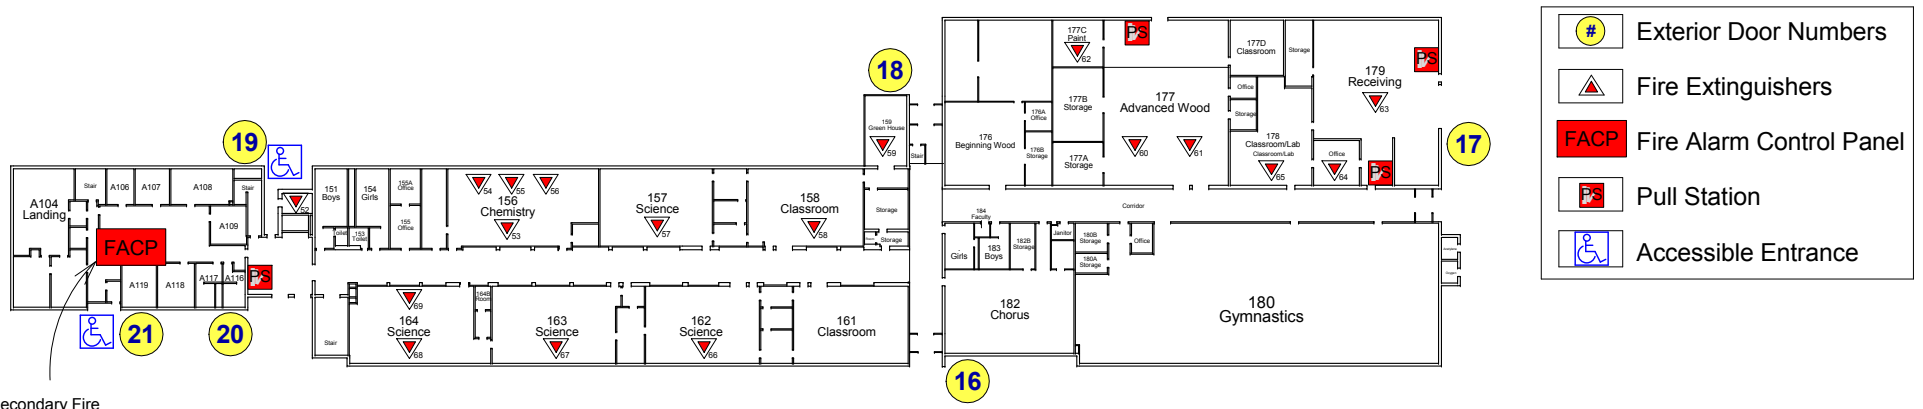 18
19
17
21
20
16
A104
Landing
Stair
A106
A107
A108
Stair
A109
FACP
A119
A118
A117
A116
PS
52
151
Boys
154
Girls
155A
Office
155
Office
Toilet
153
Toilet
54
55
56
156
Chemistry
53
157
Science
57
158
Classroom
58
159
Green House
59
Stair
Storage
Storage
Stair
69
164
Science
68
164B
Room
163
Science
67
162
Science
66
161
Classroom
176
Beginning Wood
176A
Office
176B
Storage
177C
Paint
62
177B
Storage
177A
Storage
PS
177
Advanced Wood
60
61
177D
Classroom
Storage
Office
Storage
178
Classroom/Lab
Classroom/Lab
65
179
Receiving
63
PS
Office
64
PS
Corridor
184
Faculty
Girls
183
Boys
182B
Storage
Janitor
180B
Storage
180A
Storage
Office
182
Chorus
180
Gymnastics
econdary Fire
#
Exterior Door Numbers
Fire Extinguishers
FACP
Fire Alarm Control Panel
PS
Pull Station
Accessible Entrance